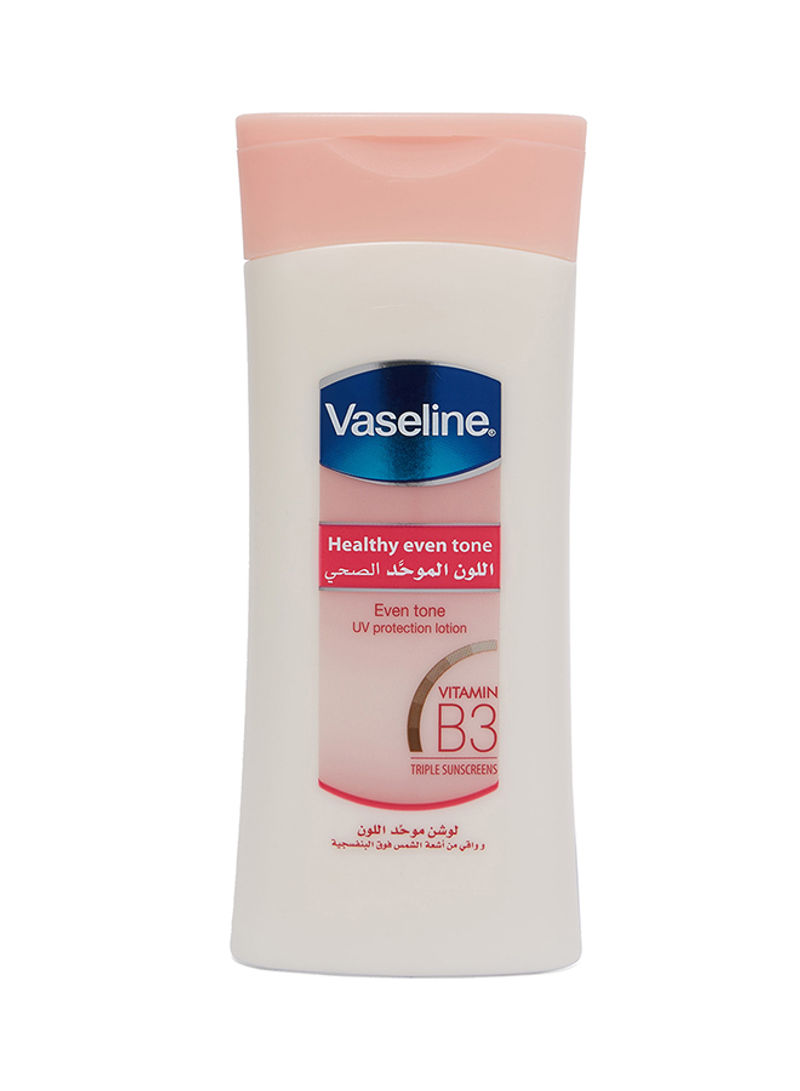 Vaseline®
Healthy even tone
اللون الموحَّد الصحي
Even tone
UV protection lotion
VITAMIN
B3
TRIPLE SUNSCREENS
لوشن موحَّد اللون
وواقي من أشعة الشمس فوق البنفسجية